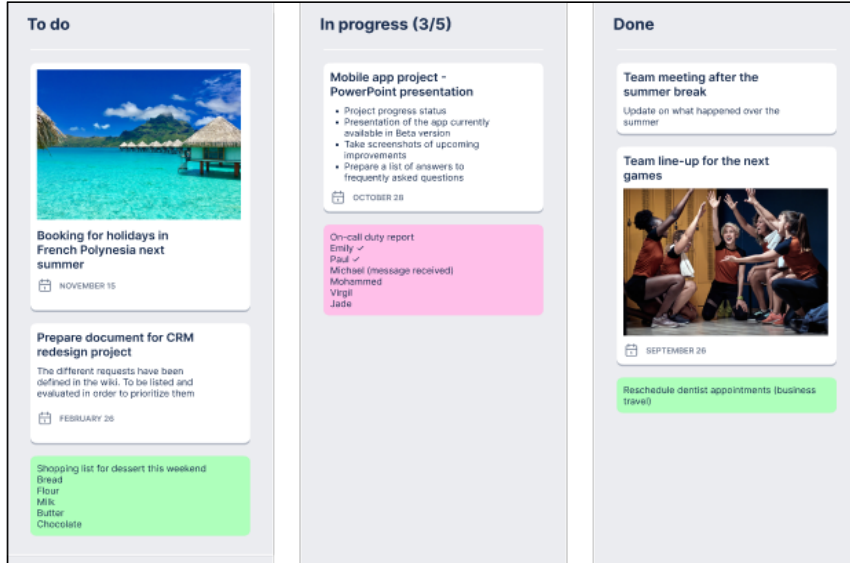 To do
Booking for holidays in
French Polynesia next
summer
NOVEMBER 15
Prepare document for CRM
redesign project
The different requests have been
defined in the wiki. To be listed and
evaluated in order to prioritize them
FEBRUARY 26
Shopping list for dessert this weekend
Bread
Flour
Milk
Butter
Chocolate
In progress (3/5)
Mobile app project -
PowerPoint presentation
• Project progress status
• Presentation of the app currently
available in Beta version
• Take screenshots of upcoming
improvements
• Prepare a list of answers to
frequently asked questions
OCTOBER 28
On-call duty report
Emily ✓
Paul ✓
Michael (message received)
Mohammed
Virgil
Jade
Done
Team meeting after the
summer break
Update on what happened over the
summer
Team line-up for the next
games
SEPTEMBER 26
Reschedule dentist appointments (business
travel)